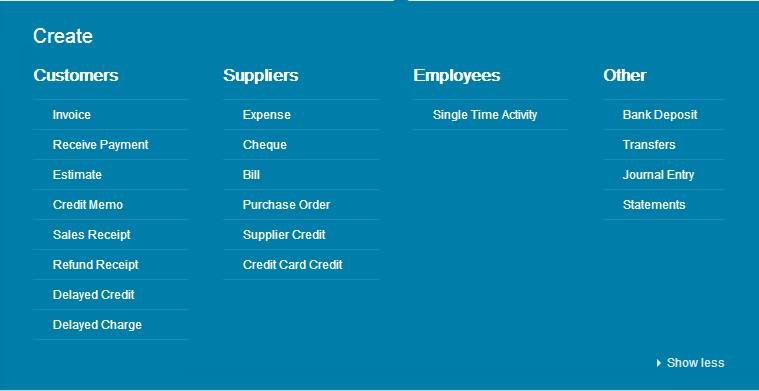 Create
Customers
Invoice
Receive Payment
Estimate
Credit Memo
Sales Receipt
Refund Receipt
Delayed Credit
Delayed Charge
Suppliers
Expense
Cheque
Bill
Purchase Order
Supplier Credit
Credit Card Credit
Employees
Single Time Activity
Other
Bank Deposit
Transfers
Journal Entry
Statements
Show less